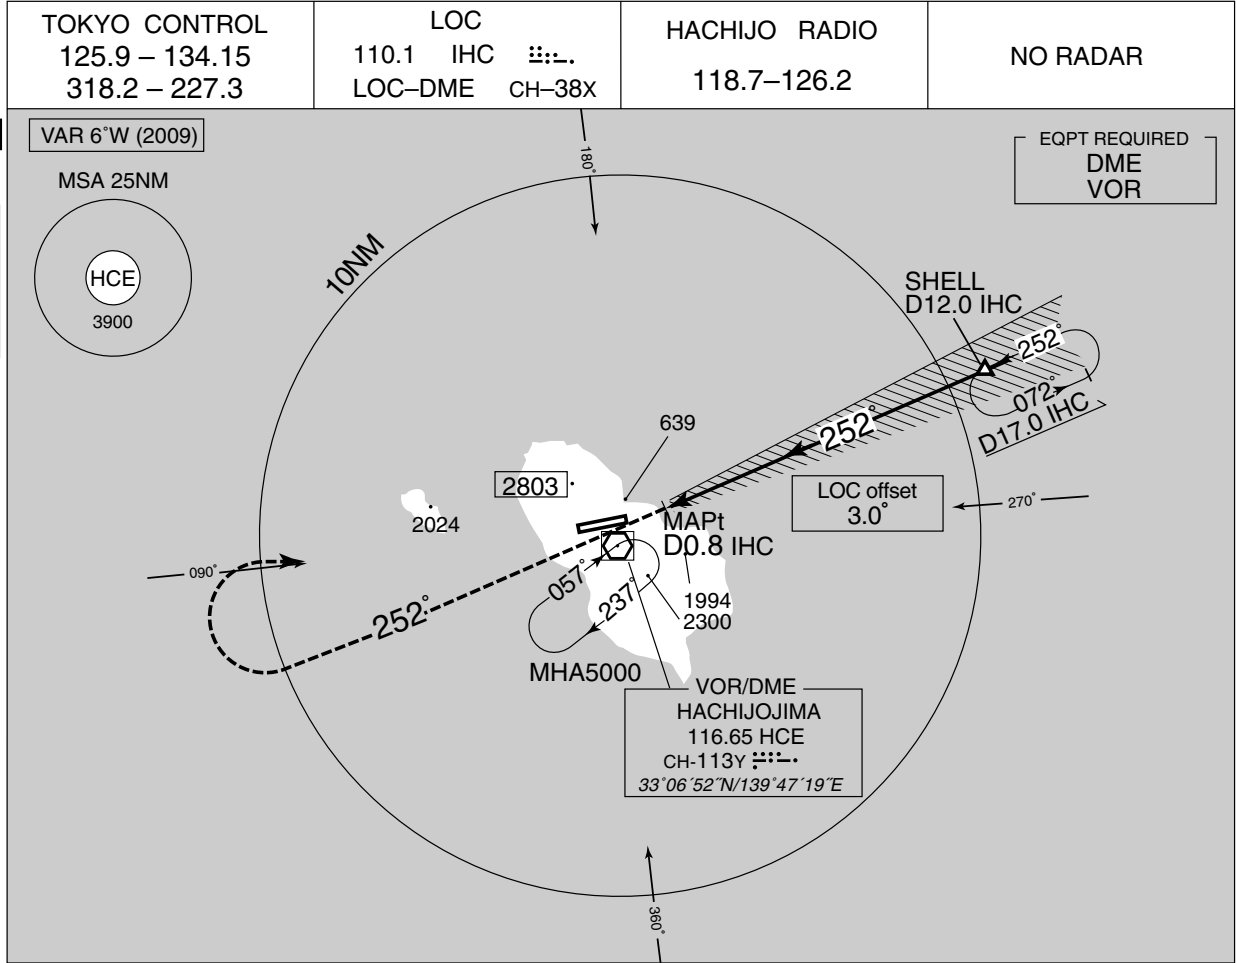 TOKYO CONTROL
125.9 – 134.15
318.2 – 227.3
LOC
110.1 IHC
LOC–DME CH–38X
HACHIJO RADIO
118.7–126.2
NO RADAR
VAR 6°W (2009)
MSA 25NM
HCE
3900
EQPT REQUIRED
DME
VOR
180°
10NM
SHELL
D12.0 IHC
252°
072°
D17.0 IHC
252°
639
2803
2024
LOC offset
3.0°
270°
MAPt
D0.8 IHC
090°
057°
237°
252°
1994
2300
MHA5000
VOR/DME
HACHIJOJIMA
116.65 HCE
CH-113Y
33°06´52˝N/139°47´19˝E
360°